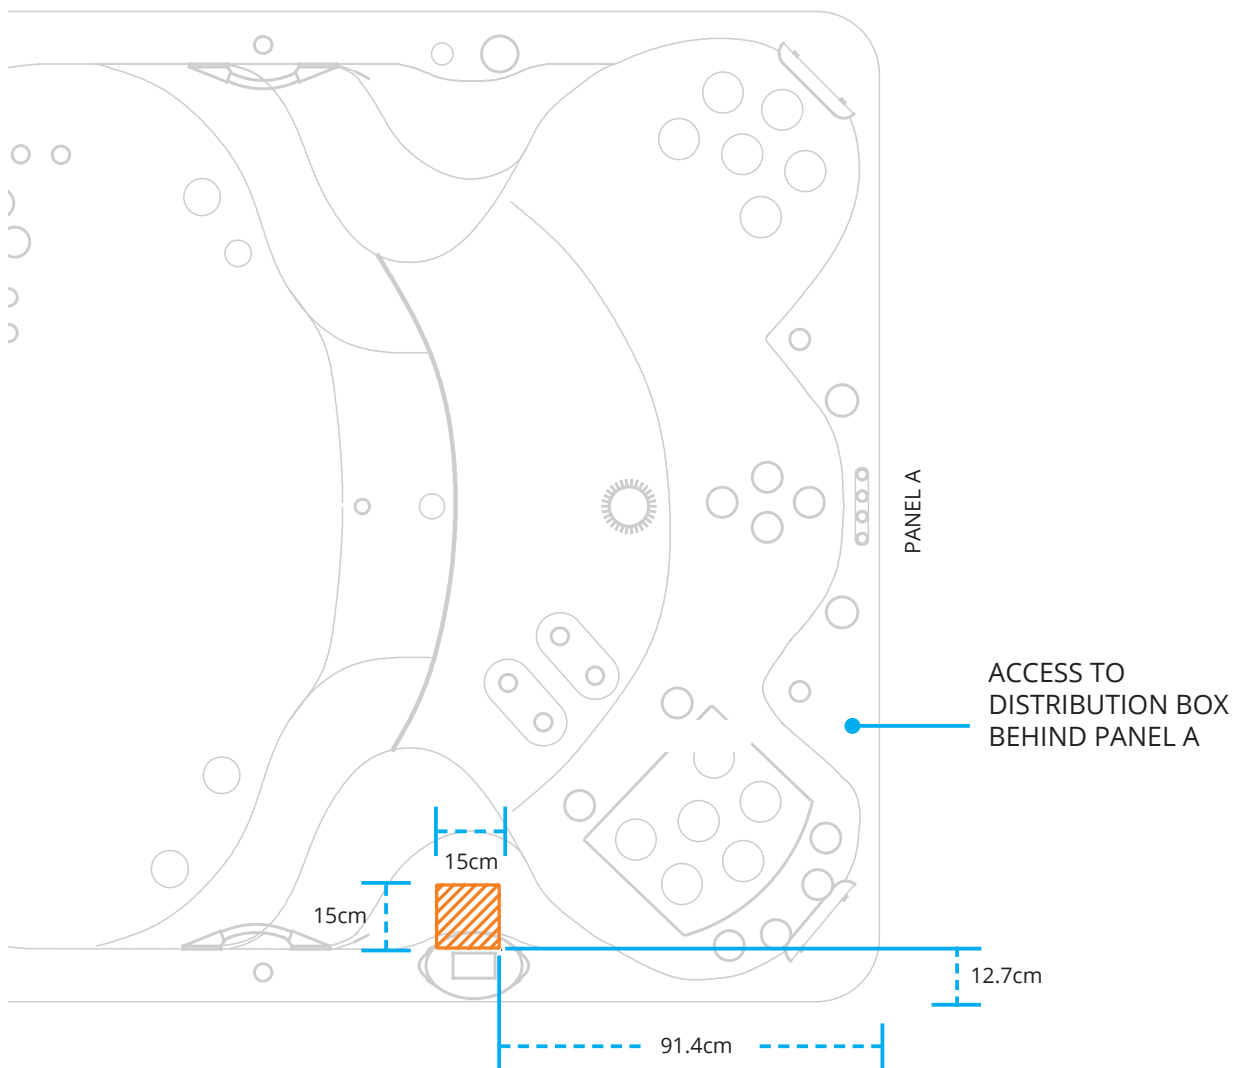 PANEL A
ACCESS TO
DISTRIBUTION BOX
BEHIND PANEL A
15cm
15cm
12.7cm
91.4cm